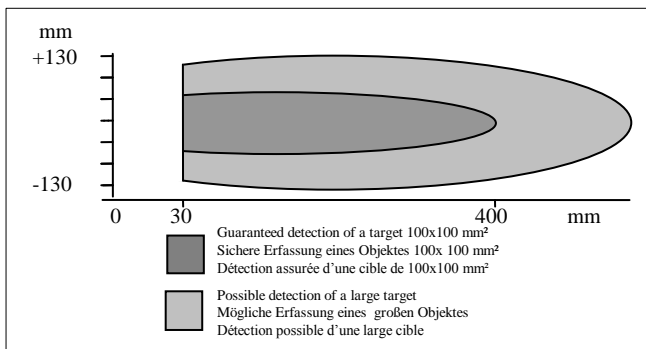 mm
+130
-130
0 30 400 mm
Guaranteed detection of a target 100x100 mm²
Sichere Erfassung eines Objektes 100x 100 mm²
Détection assurée d'une cible de 100x100 mm²
Possible detection of a large target
Mögliche Erfassung eines großen Objektes
Détection possible d'une large cible